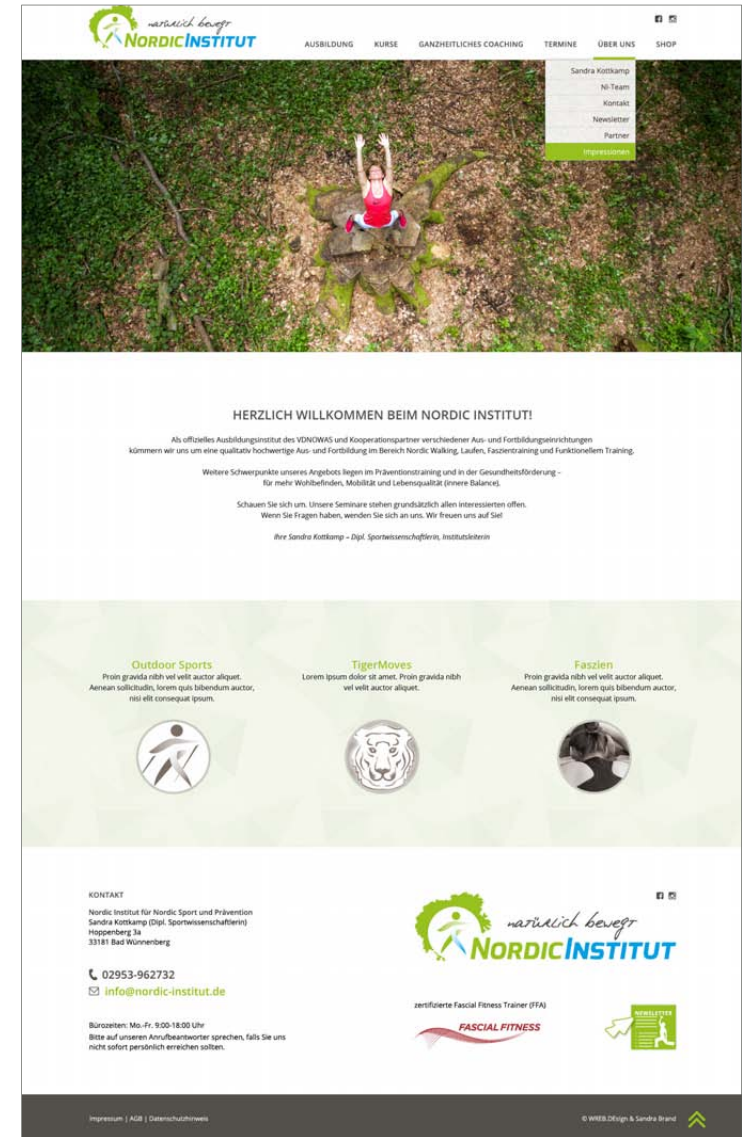 natürlich bewegt
NORDICINSTITUT
AUSBILDUNG KURSE GANZHEITLICHES COACHING TERMINE ÜBER UNS SHOP
Sandra Kottkamp
NI-Team
Kontakt
Newsletter
Partner
Impressionen
HERZLICH WILLKOMMEN BEIM NORDIC INSTITUT!
Als offizielles Ausbildungsinstitut des VDNOWAS und Kooperationspartner verschiedener Aus- und Fortbildungseinrichtungen
kümmern wir uns um eine qualitativ hochwertige Aus- und Fortbildung im Bereich Nordic Walking, Laufen, Faszientraining und Funktionellem Training.
Weitere Schwerpunkte unseres Angebots liegen im Präventionstraining und in der Gesundheitsförderung –
für mehr Wohlbefinden, Mobilität und Lebensqualität (innere Balance).
Schauen Sie sich um. Unsere Seminare stehen grundsätzlich allen Interessierten offen.
Wenn Sie Fragen haben, wenden Sie sich an uns. Wir freuen uns auf Sie!
Ihre Sandra Kottkamp – Dipl. Sportwissenschaftlerin, Institutsleiterin
Outdoor Sports
Proin gravida nibh vel velit auctor aliquet.
Aenean sollicitudin, lorem quis bibendum auctor,
nisi elit consequat ipsum.
TigerMoves
Lorem Ipsum dolor sit amet. Proin gravida nibh
vel velit auctor aliquet.
Faszien
Proin gravida nibh vel velit auctor aliquet.
Aenean sollicitudin, lorem quis bibendum auctor,
nisi elit consequat ipsum.
KONTAKT
Nordic Institut für Nordic Sport und Prävention
Sandra Kottkamp (Dipl. Sportwissenschaftlerin)
Hoppenberg 3a
33181 Bad Wünnenberg
02953-962732
info@nordic-institut.de
Bürozeiten: Mo.-Fr. 9:00-18:00 Uhr
Bitte auf unseren Anrufbeantworter sprechen, falls Sie uns
nicht sofort persönlich erreichen sollten.
natürlich bewegt
NORDICINSTITUT
zertifizierte Fascial Fitness Trainer (FFA)
FASCIAL FITNESS
NEWSLETTER
Impressum | AGB | Datenschutzhinweis
© WREB.DEsign & Sandra Brand